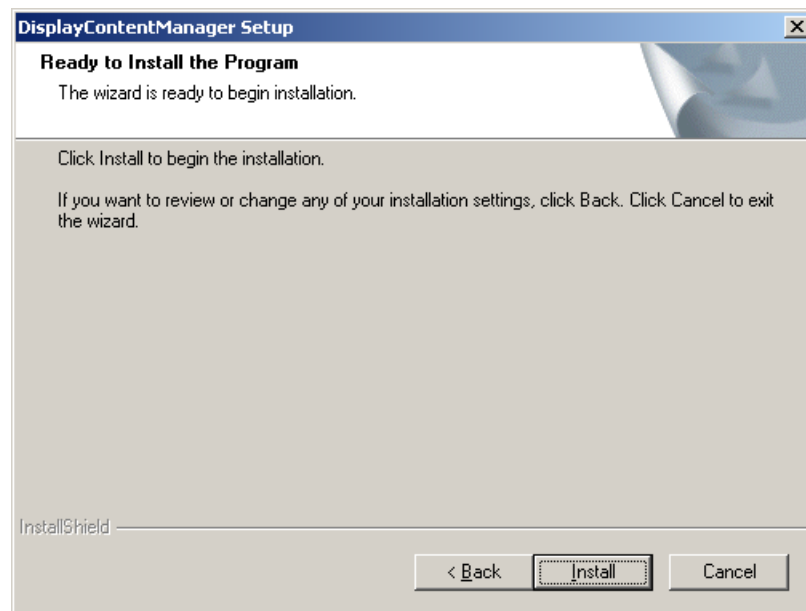 DisplayContentManager Setup
Ready to Install the Program
The wizard is ready to begin installation.
Click Install to begin the installation.
If you want to review or change any of your installation settings, click Back. Click Cancel to exit
the wizard.
InstallShield
< Back Install Cancel